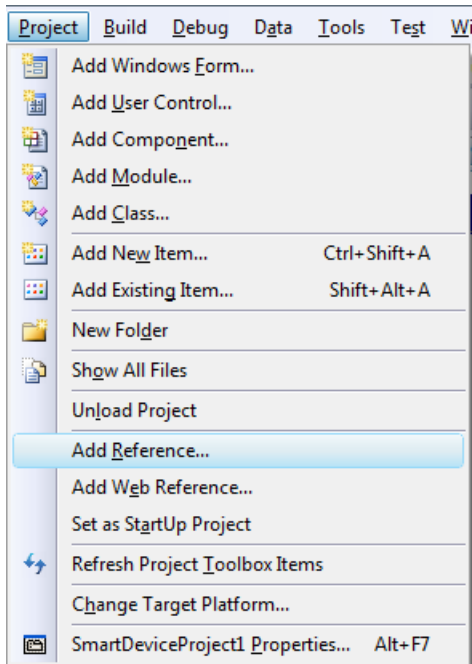 Project Build Debug Data Tools Test
Add Windows Form...
Add User Control...
Add Component...
Add Module...
Add Class...
Add New Item... Ctrl+Shift+A
Add Existing Item... Shift+Alt+A
New Folder
Show All Files
Unload Project
Add Reference...
Add Web Reference...
Set as StartUp Project
Refresh Project Toolbox Items
Change Target Platform...
SmartDeviceProject1 Properties... Alt+F7